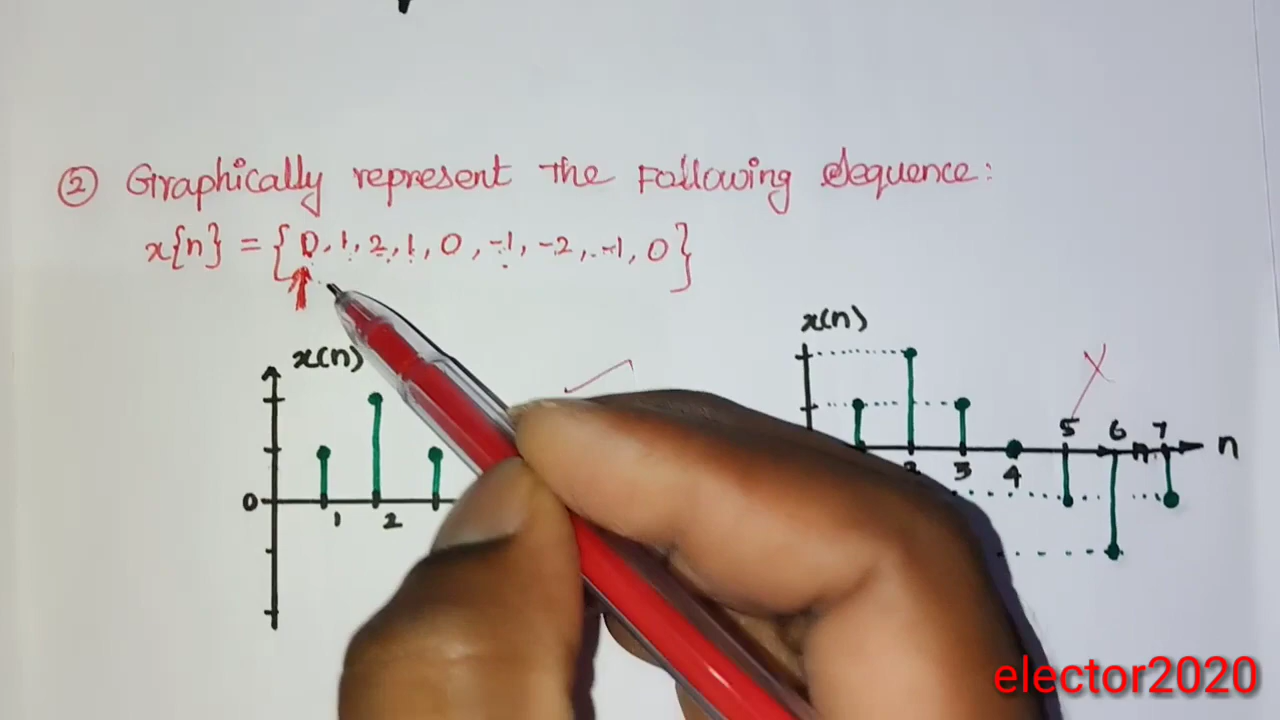 ② Graphically represent the Following Sequence:
x{n} = { 0, 1, 2, 1, 0, -1, -2, -1, 0 }
x(n)
0
1 2
x(n)
5 6 7
n
n
2 3 4
elector2020